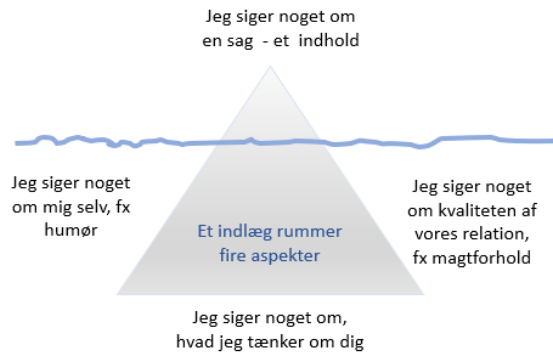 Jeg siger noget om
en sag - et indhold
Jeg siger noget
om mig selv, fx
humør
Jeg siger noget
om kvaliteten af
vores relation,
fx magtforhold
Et indlæg rummer
fire aspekter
Jeg siger noget om,
hvad jeg tænker om dig